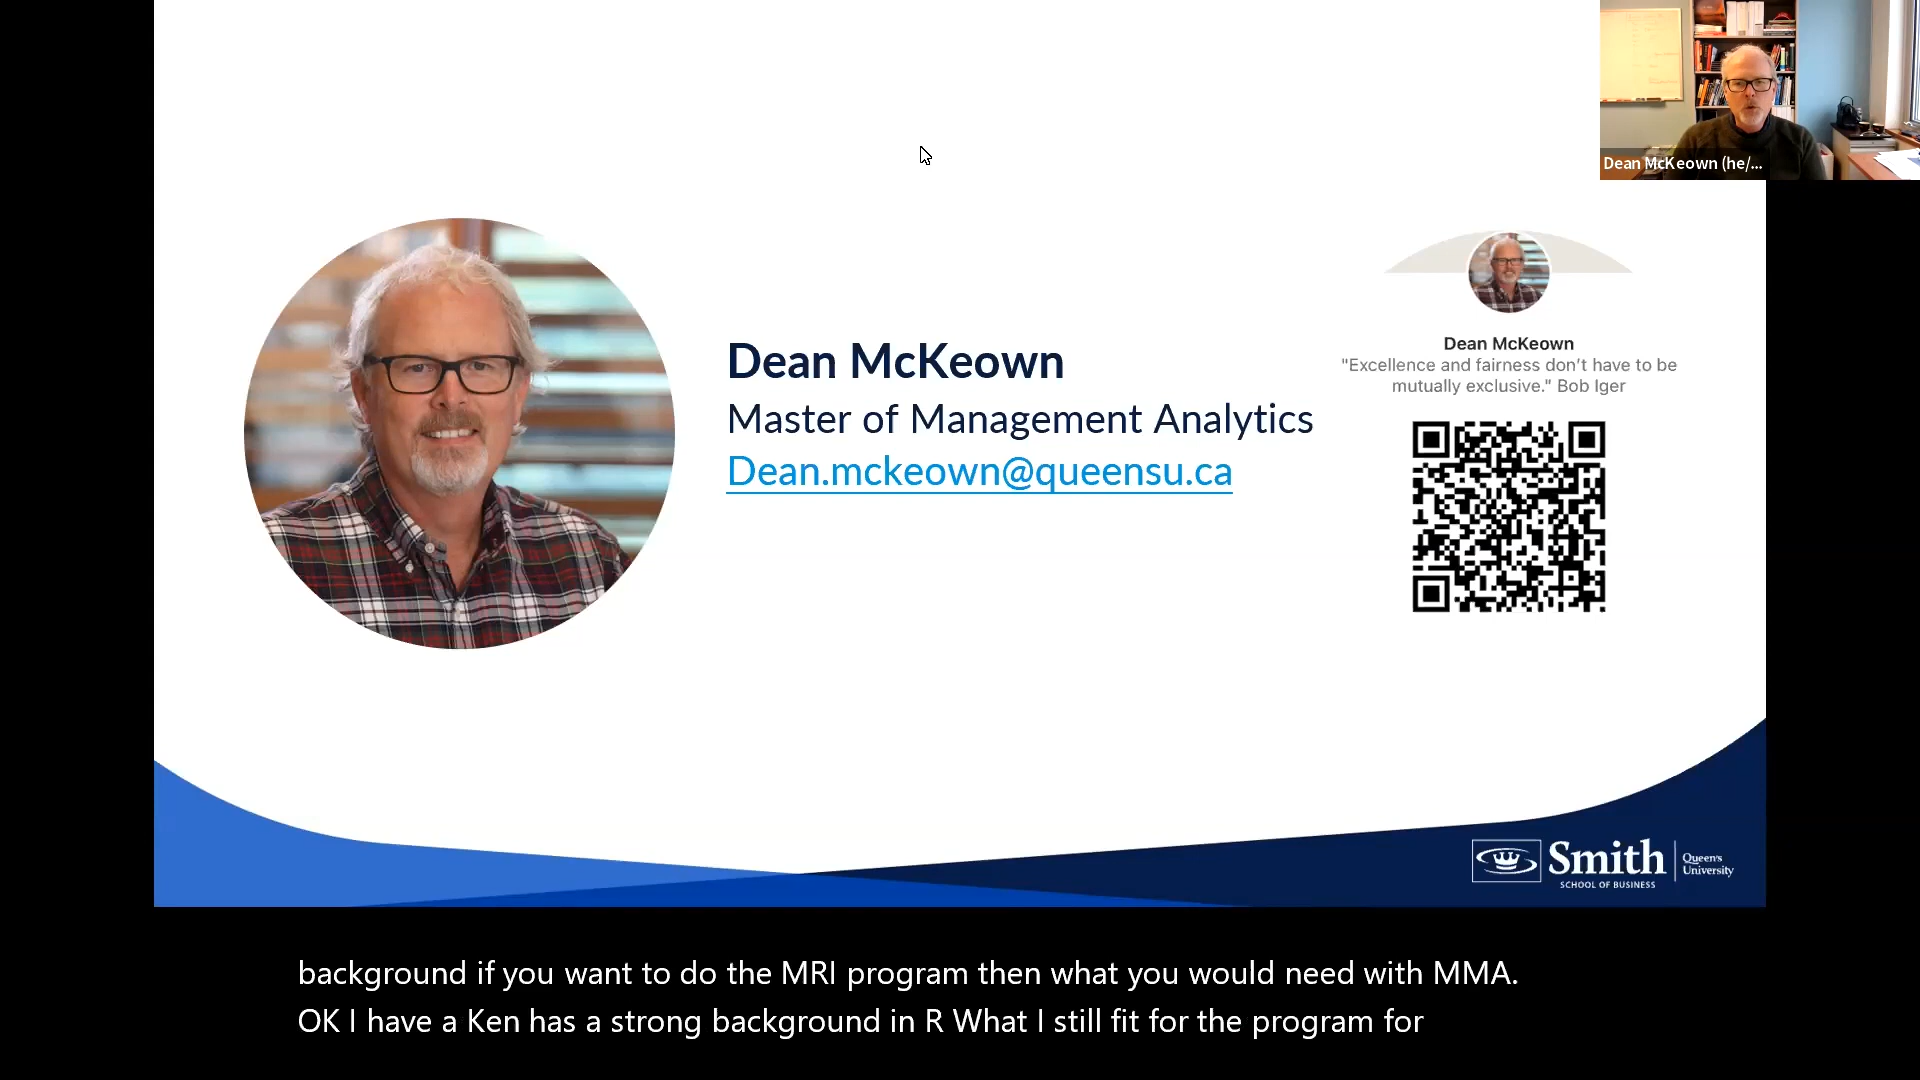 Dean McKeown (he/...
Dean McKeown
Master of Management Analytics
Dean.mckeown@queensu.ca
Dean McKeown
"Excellence and fairness don't have to be
mutually exclusive." Bob Iger
Smith
SCHOOL OF BUSINESS
Queen's
University
background if you want to do the MRI program then what you would need with MMA.
OK I have a Ken has a strong background in R What I still fit for the program for